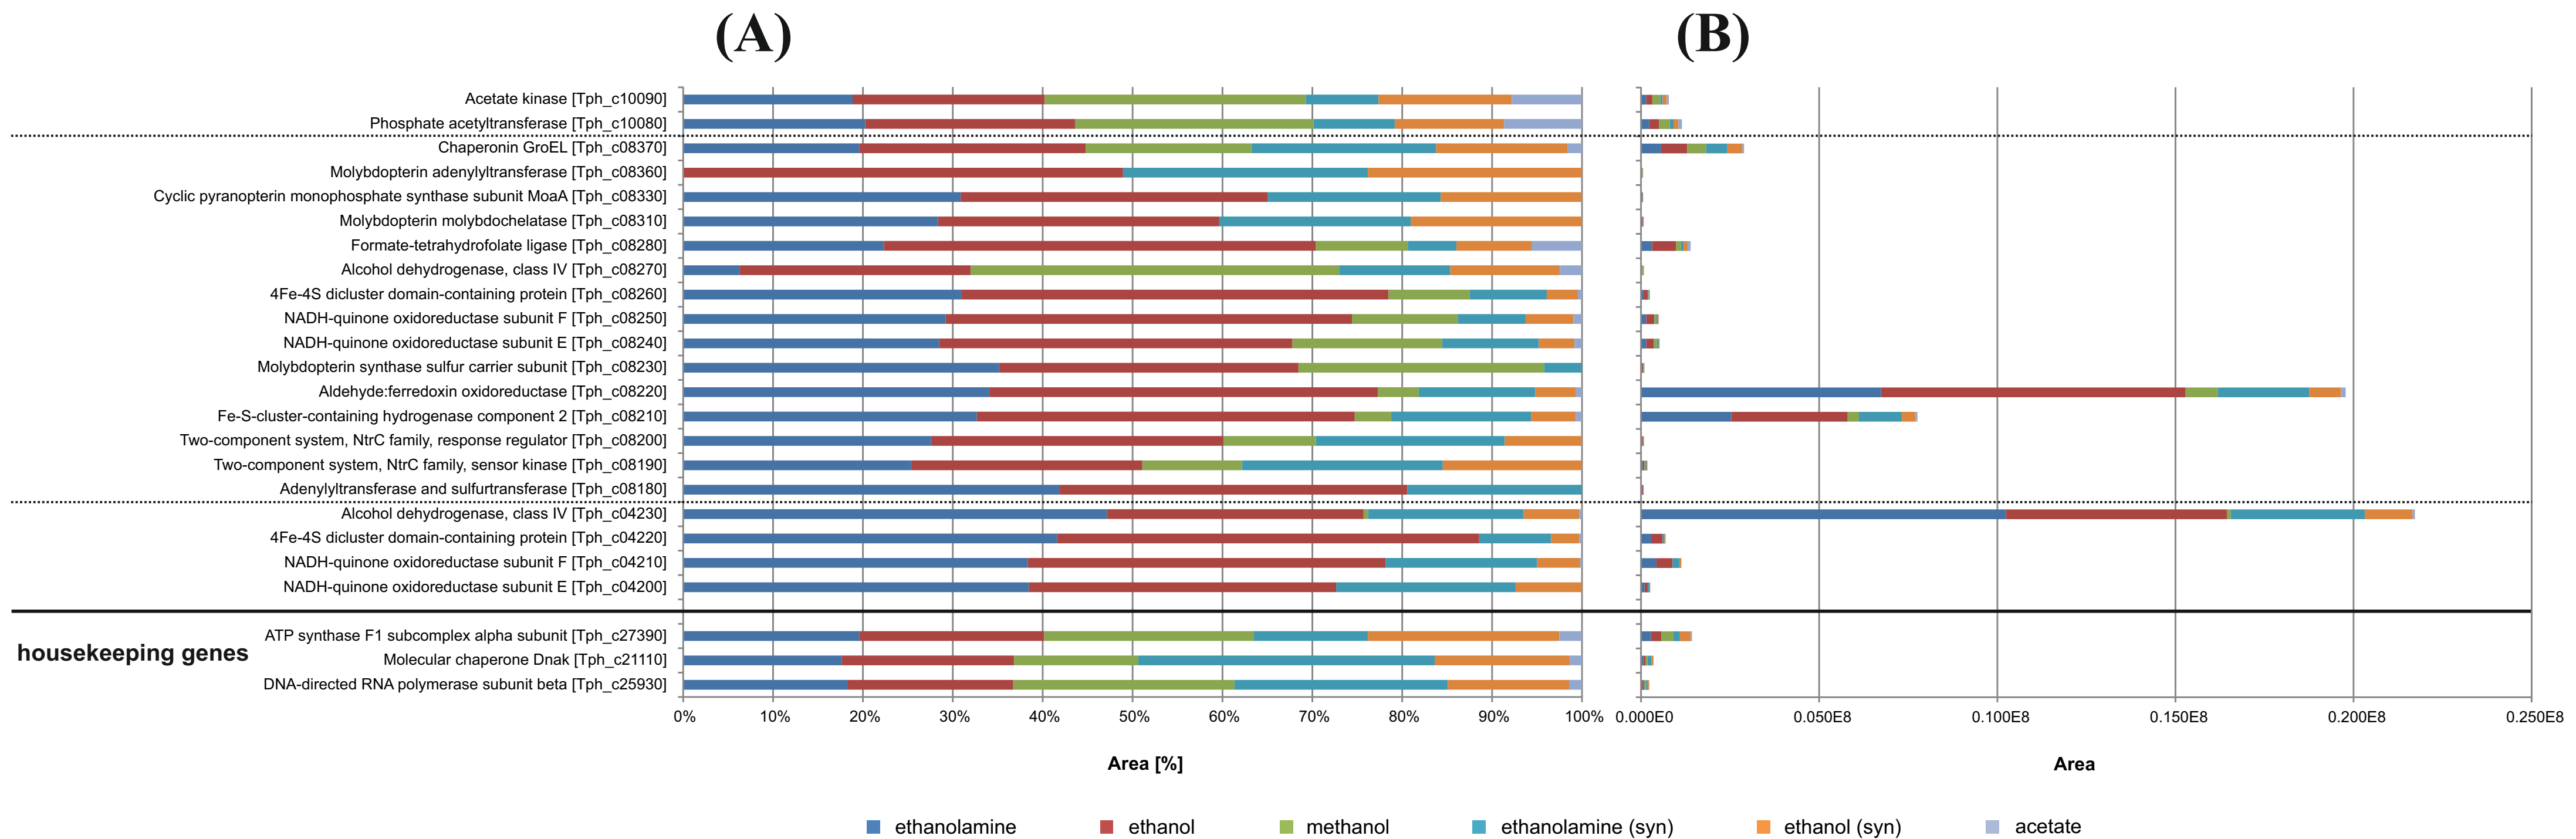 (A)
(B)
Acetate kinase [Tph_c10090]
Phosphate acetyltransferase [Tph_c10080]
Chaperonin GroEL [Tph_c08370]
Molybdopterin adenylyltransferase [Tph_c08360]
Cyclic pyranopterin monophosphate synthase subunit MoaA [Tph_c08330]
Molybdopterin molybdochelatase [Tph_c08310]
Formate-tetrahydrofolate ligase [Tph_c08280]
Alcohol dehydrogenase, class IV [Tph_c08270]
4Fe-4S dicluster domain-containing protein [Tph_c08260]
NADH-quinone oxidoreductase subunit F [Tph_c08250]
NADH-quinone oxidoreductase subunit E [Tph_c08240]
Molybdopterin synthase sulfur carrier subunit [Tph_c08230]
Aldehyde:ferredoxin oxidoreductase [Tph_c08220]
Fe-S-cluster-containing hydrogenase component 2 [Tph_c08210]
Two-component system, NtrC family, response regulator [Tph_c08200]
Two-component system, NtrC family, sensor kinase [Tph_c08190]
Adenylyltransferase and sulfurtransferase [Tph_c08180]
Alcohol dehydrogenase, class IV [Tph_c04230]
4Fe-4S dicluster domain-containing protein [Tph_c04220]
NADH-quinone oxidoreductase subunit F [Tph_c04210]
NADH-quinone oxidoreductase subunit E [Tph_c04200]
ATP synthase F1 subcomplex alpha subunit [Tph_c27390]
housekeeping genes
Molecular chaperone Dnak [Tph_c21110]
DNA-directed RNA polymerase subunit beta [Tph_c25930]
0% 10% 20% 30% 40% 50% 60% 70% 80% 90% 100%
0.000E0 0.050E8 0.100E8 0.150E8 0.200E8 0.250E8
Area [%]
Area
ethanolamine ethanol methanol ethanolamine (syn) ethanol (syn) acetate